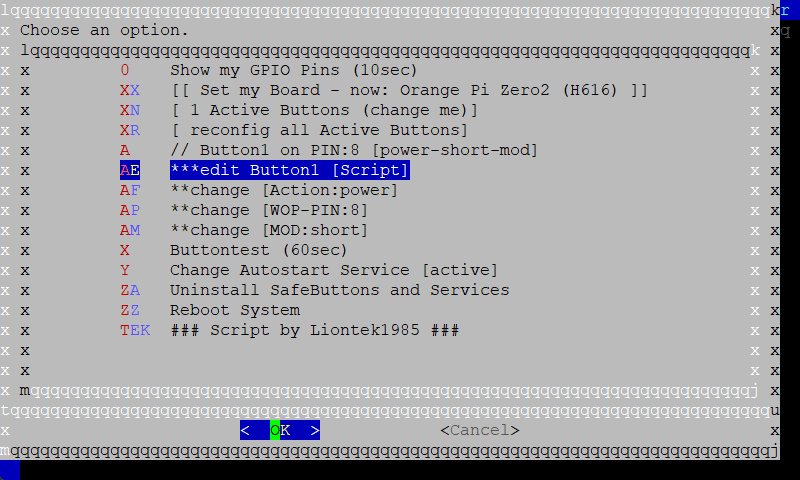 lqqqqqqqqqqqqqqqqqqqqqqqqqqqqqqqqqqqqqqqqqqqqqqqqqqqqqqqqqqqqqqqqqqqqqqqqqqqqkr
x Choose an option. xq
x lqqqqqqqqqqqqqqqqqqqqqqqqqqqqqqqqqqqqqqqqqqqqqqqqqqqqqqqqqqqqqqqqqqqqqqqqk x
x x 0 Show my GPIO Pins (10sec) x x
x x XX [[ Set my Board - now: Orange Pi Zero2 (H616) ]] x x
x x XN [ 1 Active Buttons (change me)] x x
x x XR [ reconfig all Active Buttons] x x
x x A // Button1 on PIN:8 [power-short-mod] x x
x x AE ***edit Button1 [Script] x x
x x AF **change [Action:power] x x
x x AP **change [WOP-PIN:8] x x
x x AM **change [MOD:short] x x
x x X Buttontest (60sec) x x
x x Y Change Autostart Service [active] x x
x x ZA Uninstall SafeButtons and Services x x
x x ZZ Reboot System x x
x x TEK ### Script by Liontek1985 ### x x
x x x x
x x x x
x mqqqqqqqqqqqqqqqqqqqqqqqqqqqqqqqqqqqqqqqqqqqqqqqqqqqqqqqqqqqqqqqqqqqqqqqqj x
tqqqqqqqqqqqqqqqqqqqqqqqqqqqqqqqqqqqqqqqqqqqqqqqqqqqqqqqqqqqqqqqqqqqqqqqqqqqqu
x < OK > <Cancel> x
mqqqqqqqqqqqqqqqqqqqqqqqqqqqqqqqqqqqqqqqqqqqqqqqqqqqqqqqqqqqqqqqqqqqqqqqqqqqqj